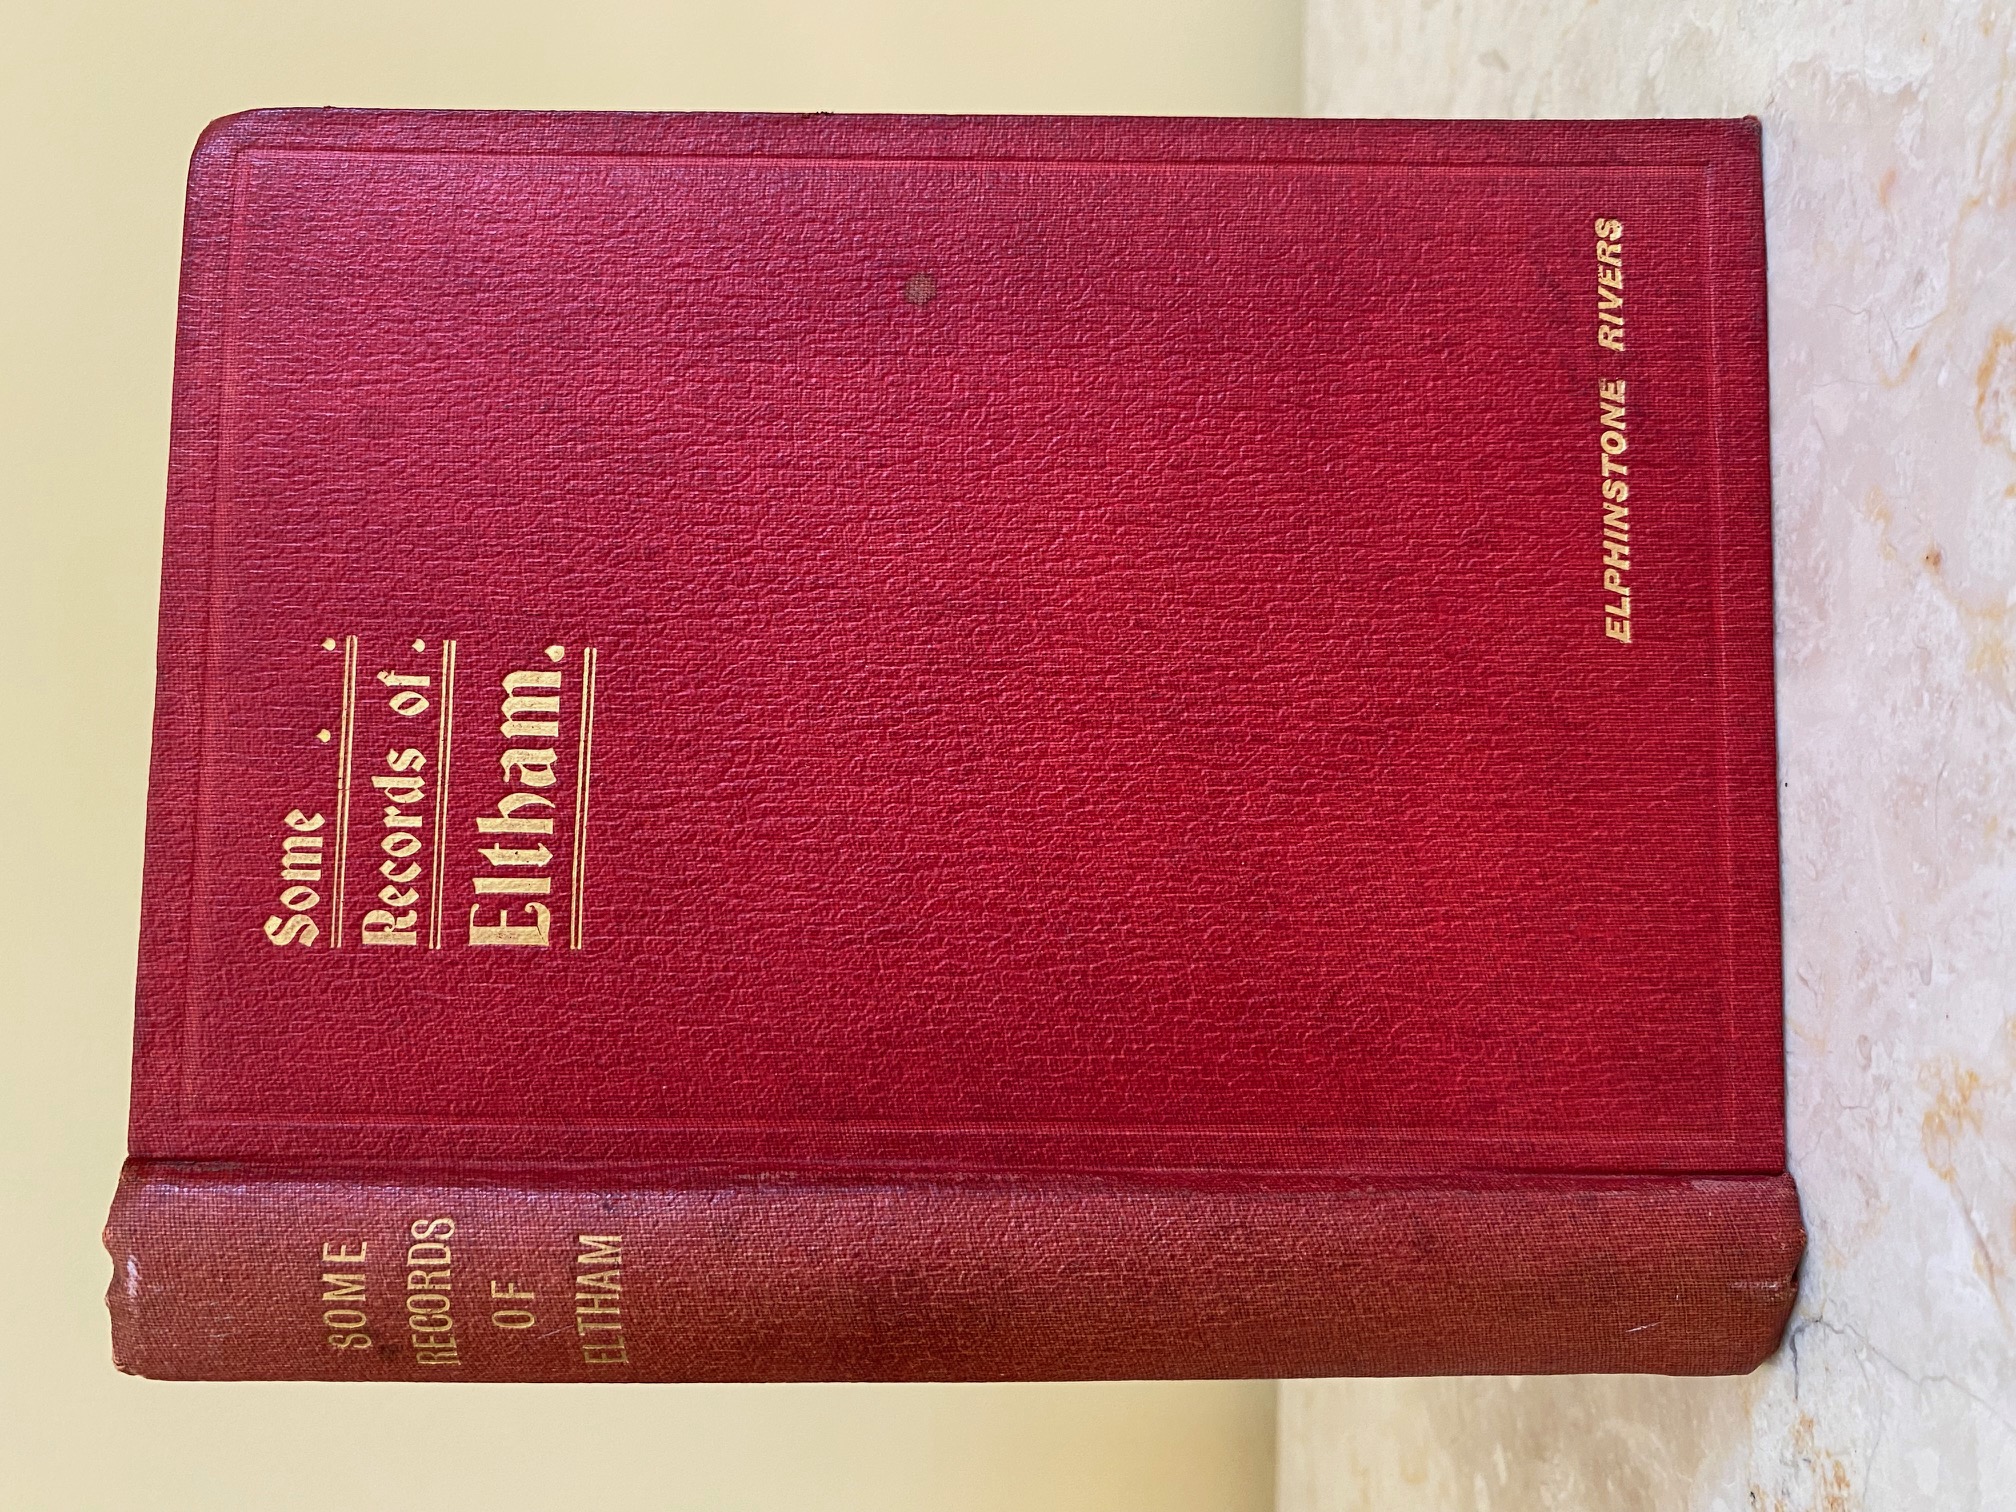 Some . .
Records of.
Eltham.
ELPHINSTONE RIVERS
SOME
RECORDS
OF
ELTHAM